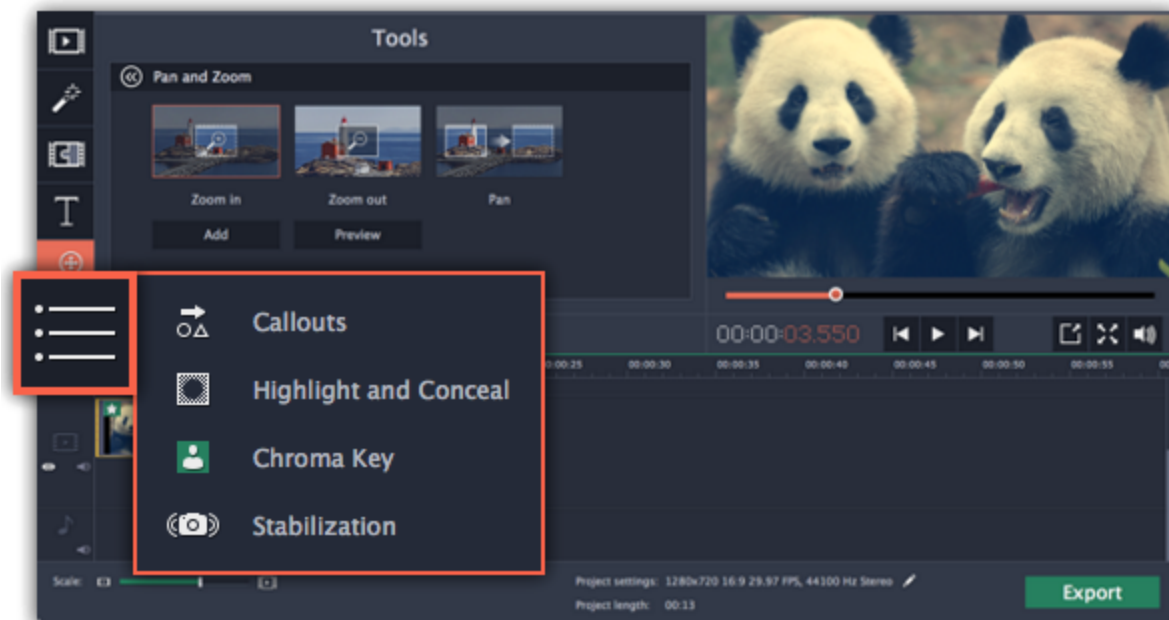 Tools
Pan and Zoom
Zoom in
Zoom out
Pan
Add
Preview
T
Callouts
Highlight and Conceal
Chroma Key
Stabilization
00:00:03.550
0:00:25 00:00:30 00:00:35 00:00:40 00:00:45 00:00:50 00:00:55
Scale:
Project settings: 1280x720 16:9 29.97 FPS, 44100 Hz Stereo
Project length: 00:13
Export